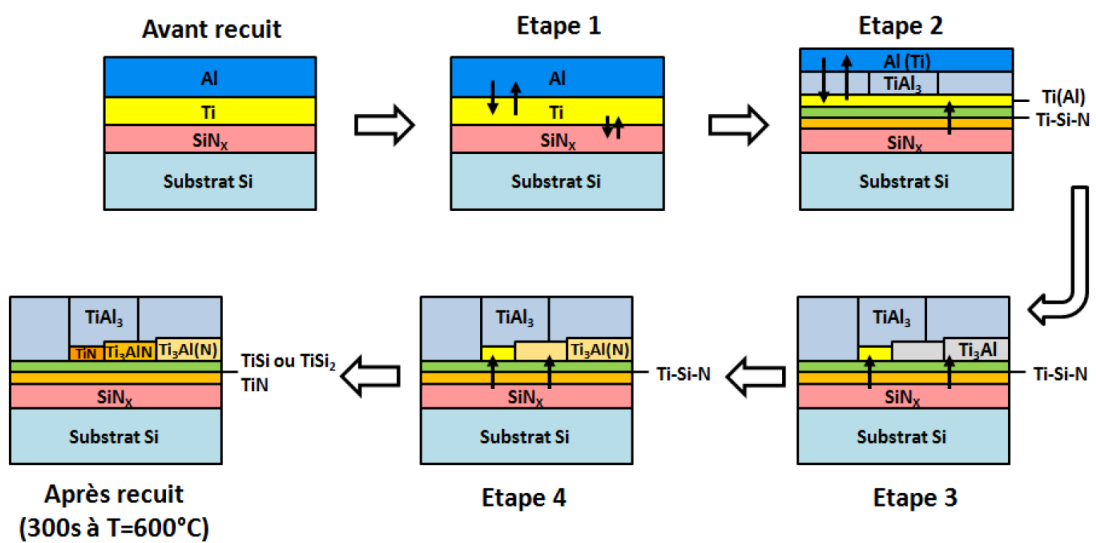 Avant recuit
Al
Ti
SiNX
Substrat Si
Etape 1
Al
Ti
SiNX
Substrat Si
Etape 2
Al (Ti)
TiAl3
Ti(Al)
Ti-Si-N
SiNX
Substrat Si
TiAl3
TiN
Ti3AlN
Ti3Al(N)
TiSi ou TiSi2
TiN
SiNX
Substrat Si
Après recuit
(300s à T=600°C)
TiAl3
Ti3Al(N)
Ti-Si-N
SiNX
Substrat Si
Etape 4
TiAl3
Ti3Al
Ti-Si-N
SiNX
Substrat Si
Etape 3